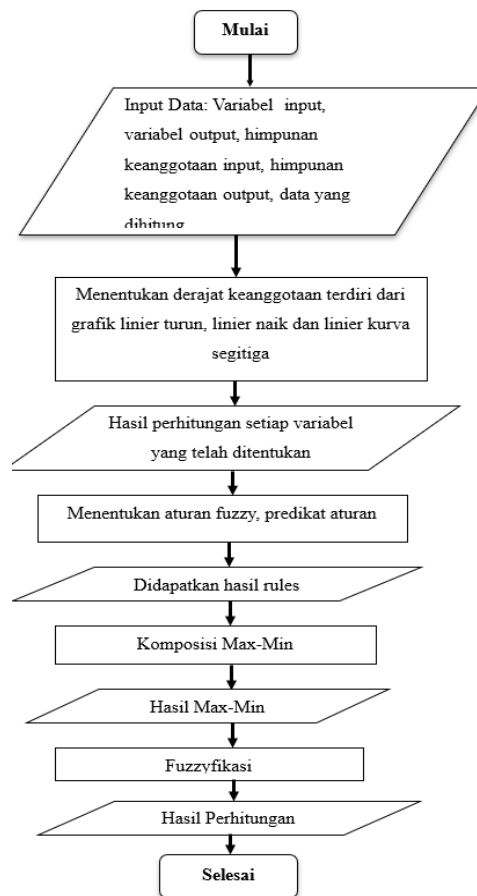 Mulai
Input Data: Variabel input,
variabel output, himpunan
keanggotaan input, himpunan
keanggotaan output, data yang
dihitung
Menentukan derajat keanggotaan terdiri dari
grafik linier turun, linier naik dan linier kurva
segitiga
Hasil perhitungan setiap variabel
yang telah ditentukan
Menentukan aturan fuzzy, predikat aturan
Didapatkan hasil rules
Komposisi Max-Min
Hasil Max-Min
Fuzzyfikasi
Hasil Perhitungan
Selesai